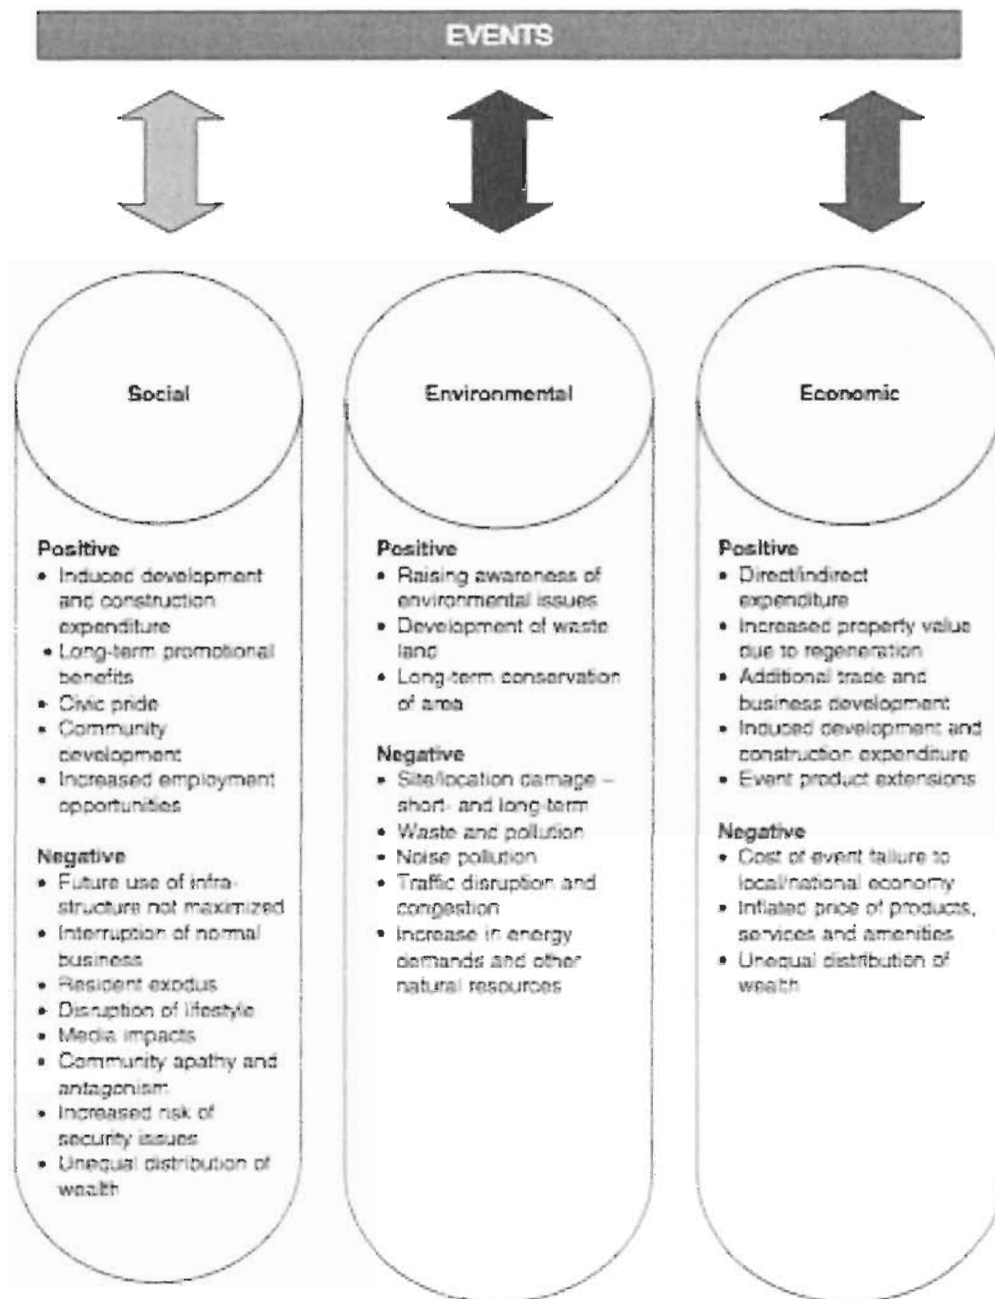 EVENTS
Social
Positive
• Induced development
and construction
expenditure
• Long-term promotional
benefits
• Civic pride
• Community
development
• Increased employment
opportunities
Negative
• Future use of infra-
structure not maximized
• Interruption of normal
business
• Resident exodus
• Disruption of lifestyle
• Media impacts
• Community apathy and
antagonism
• Increased risk of
security issues
• Unequal distribution of
wealth
Environmental
Positive
• Raising awareness of
environmental issues
• Development of waste
land
• Long-term conservation
of area
Negative
• Site/location damage –
short- and long-term
• Waste and pollution
• Noise pollution
• Traffic disruption and
congestion
• Increase in energy
demands and other
natural resources
Economic
Positive
• Direct/indirect
expenditure
• Increased property value
due to regeneration
• Additional trade and
business development
• Induced development and
construction expenditure
• Event product extensions
Negative
• Cost of event failure to
local/national economy
• Inflated price of products,
services and amenities
• Unequal distribution of
wealth